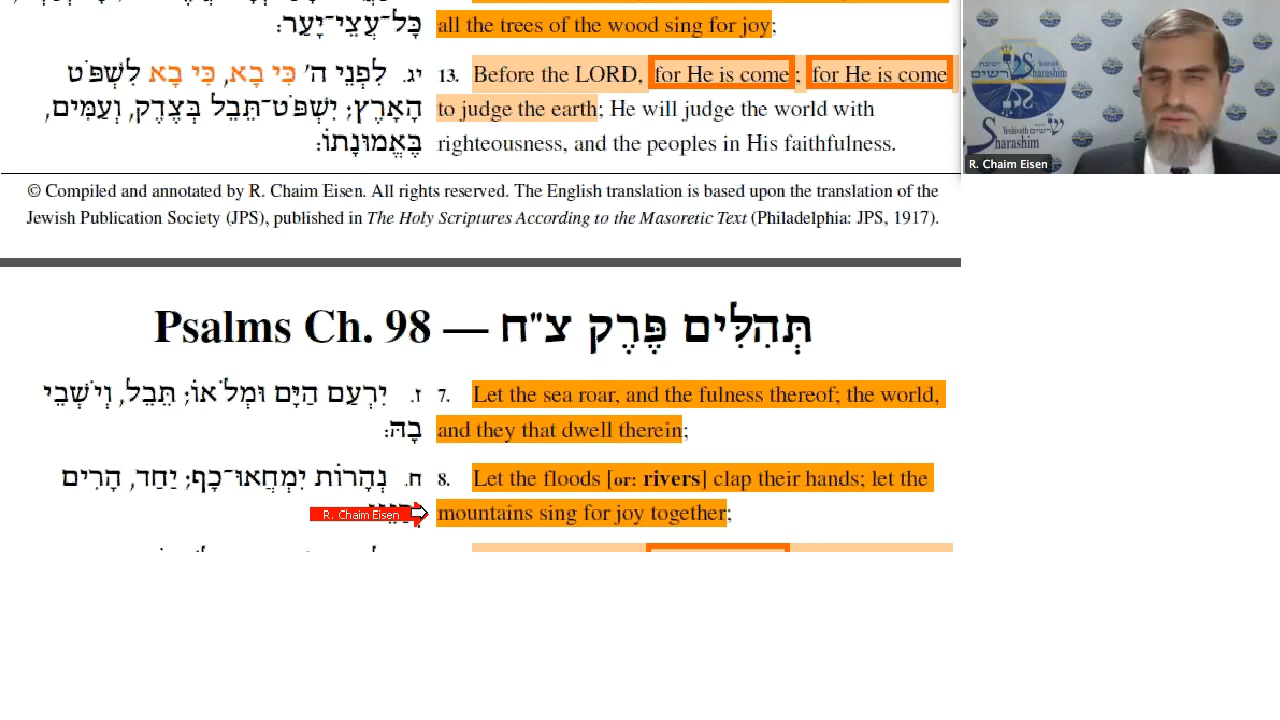 כָּל־עֲצֵי־יָעַר׃
all the trees of the wood sing for joy;
יג. לִפְנֵי ה' כִּי בָא, כִּי בָא לִשְׁפֹּט
הָאָרֶץ; יִשְׁפֹּט־תֵּבֵל בְּצֶדֶק, וְעַמִּים,
בֶּאֱמוּנָתוֹ׃
13. Before the LORD, for He is come; for He is come
to judge the earth; He will judge the world with
righteousness, and the peoples in His faithfulness.
© Compiled and annotated by R. Chaim Eisen. All rights reserved. The English translation is based upon the translation of the
Jewish Publication Society (JPS), published in The Holy Scriptures According to the Masoretic Text (Philadelphia: JPS, 1917).
Psalms Ch. 98 — תְּהִלִּים פֶּרֶק צ"ח
ז. יִרְעַם הַיָּם וּמְלֹאוֹ; תֵּבֵל, וְיֹשְׁבֵי
בָהּ׃
7. Let the sea roar, and the fulness thereof; the world,
and they that dwell therein;
ח. נְהָרוֹת יִמְחֲאוּ־כָף; יַחַד, הָרִים
8. Let the floods [or: rivers] clap their hands; let the
mountains sing for joy together;
R. Chaim Eisen
ישיבת
שרשים
Sharashim
Yeshivath שרשים
Sharashim
R. Chaim Eisen